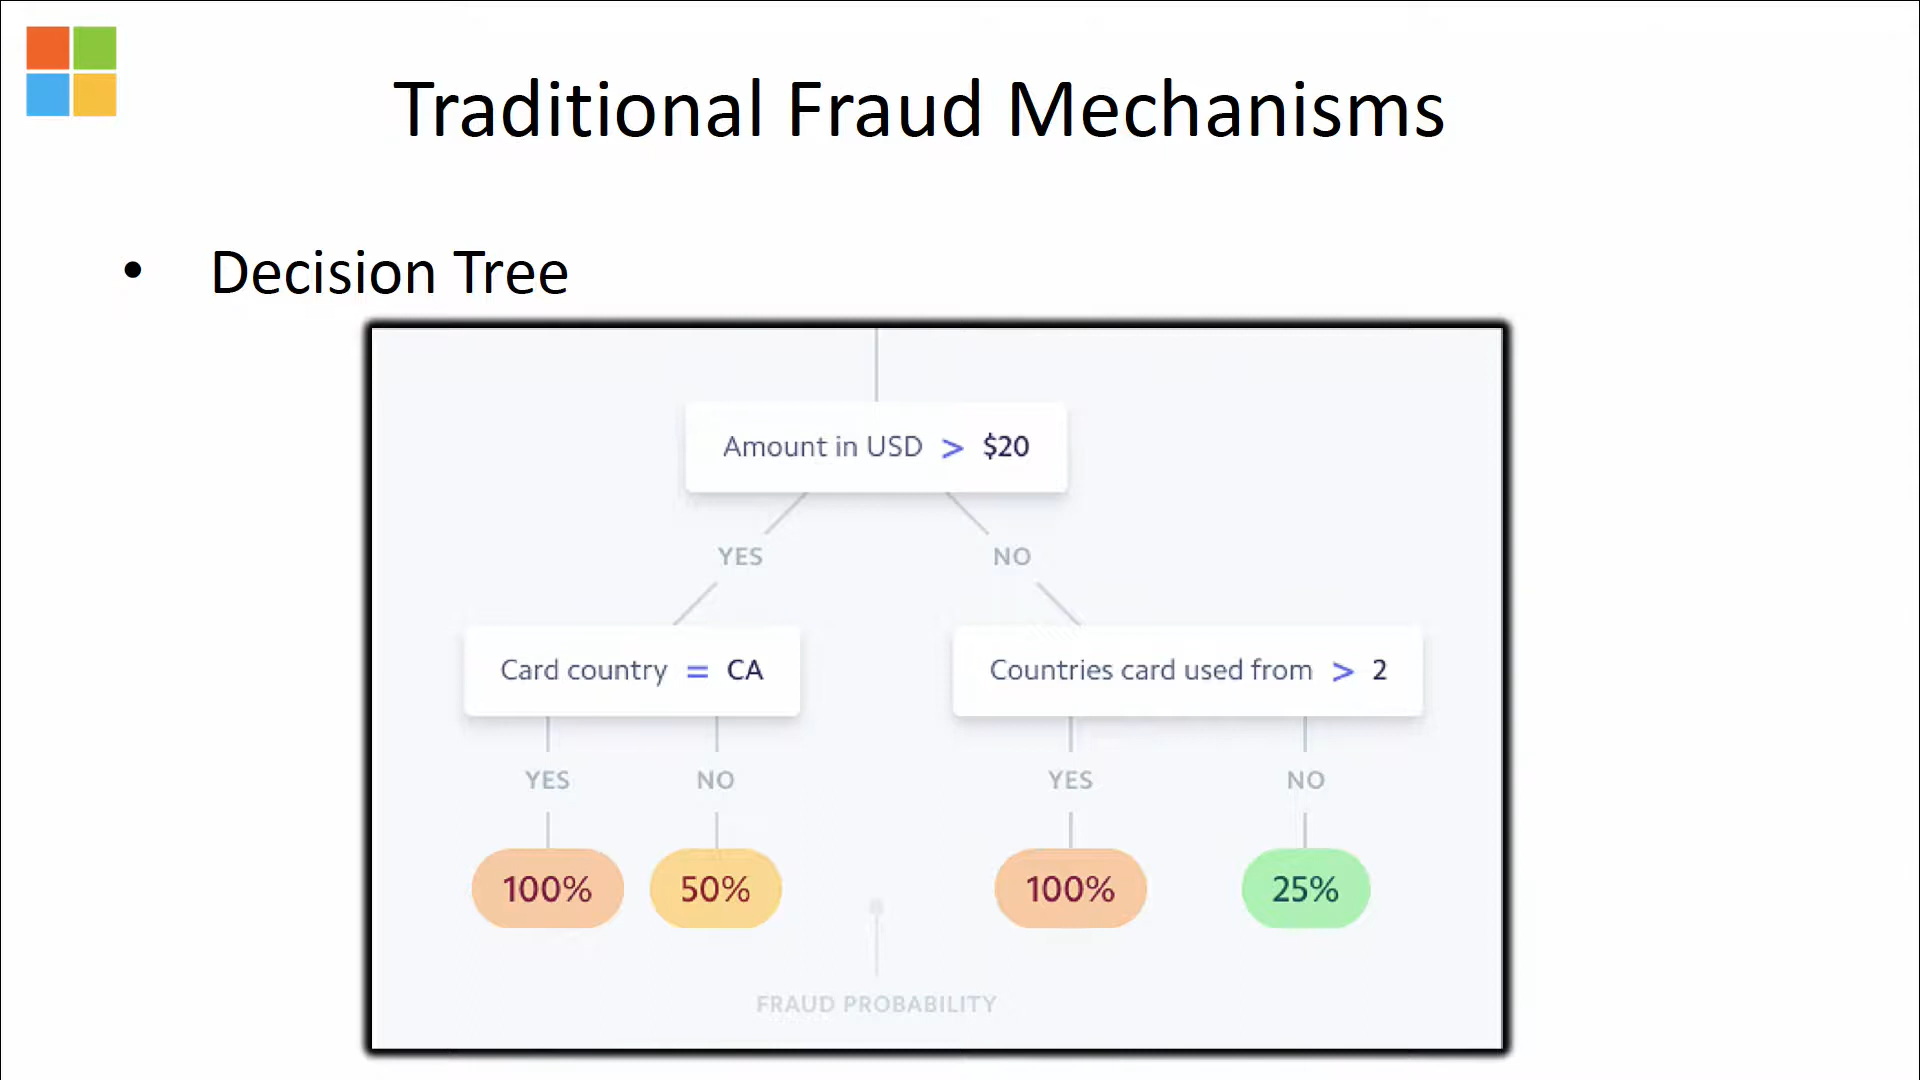 Traditional Fraud Mechanisms
• Decision Tree
Amount in USD > $20
YES NO
Card country = CA Countries card used from > 2
YES NO YES NO
100% 50% 100% 25%
FRAUD PROBABILITY